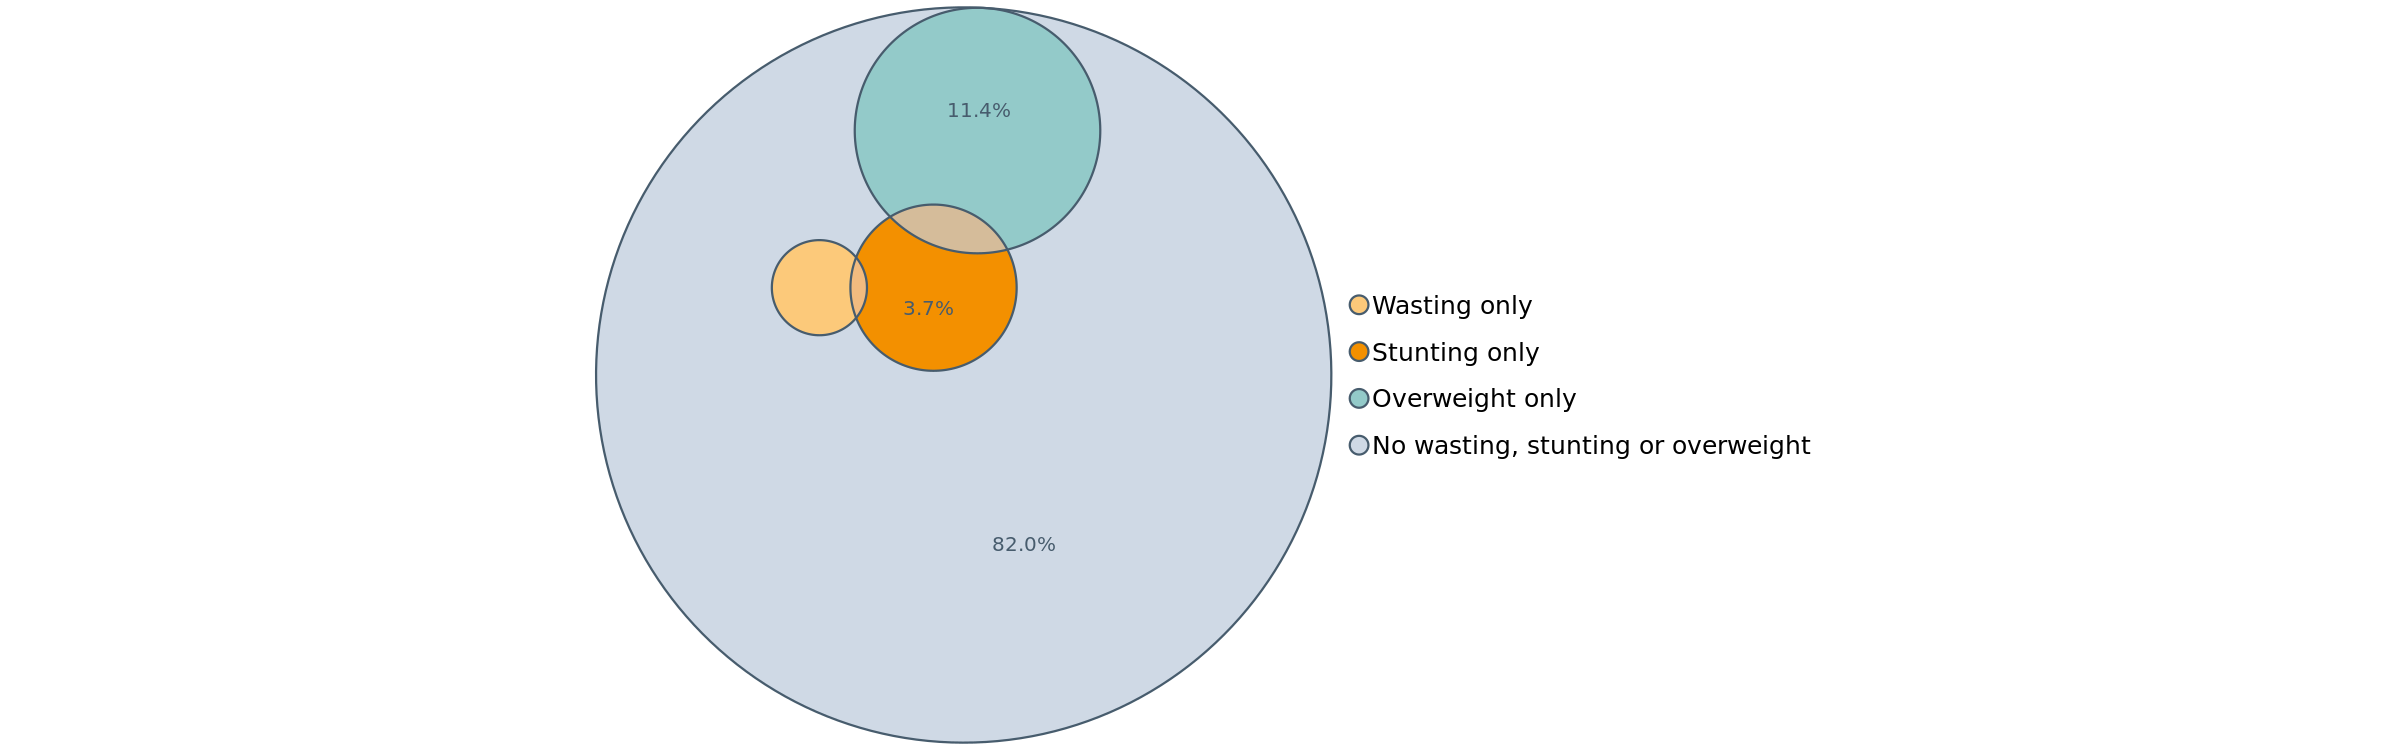 11.4%
3.7%
82.0%
Wasting only
Stunting only
Overweight only
No wasting, stunting or overweight